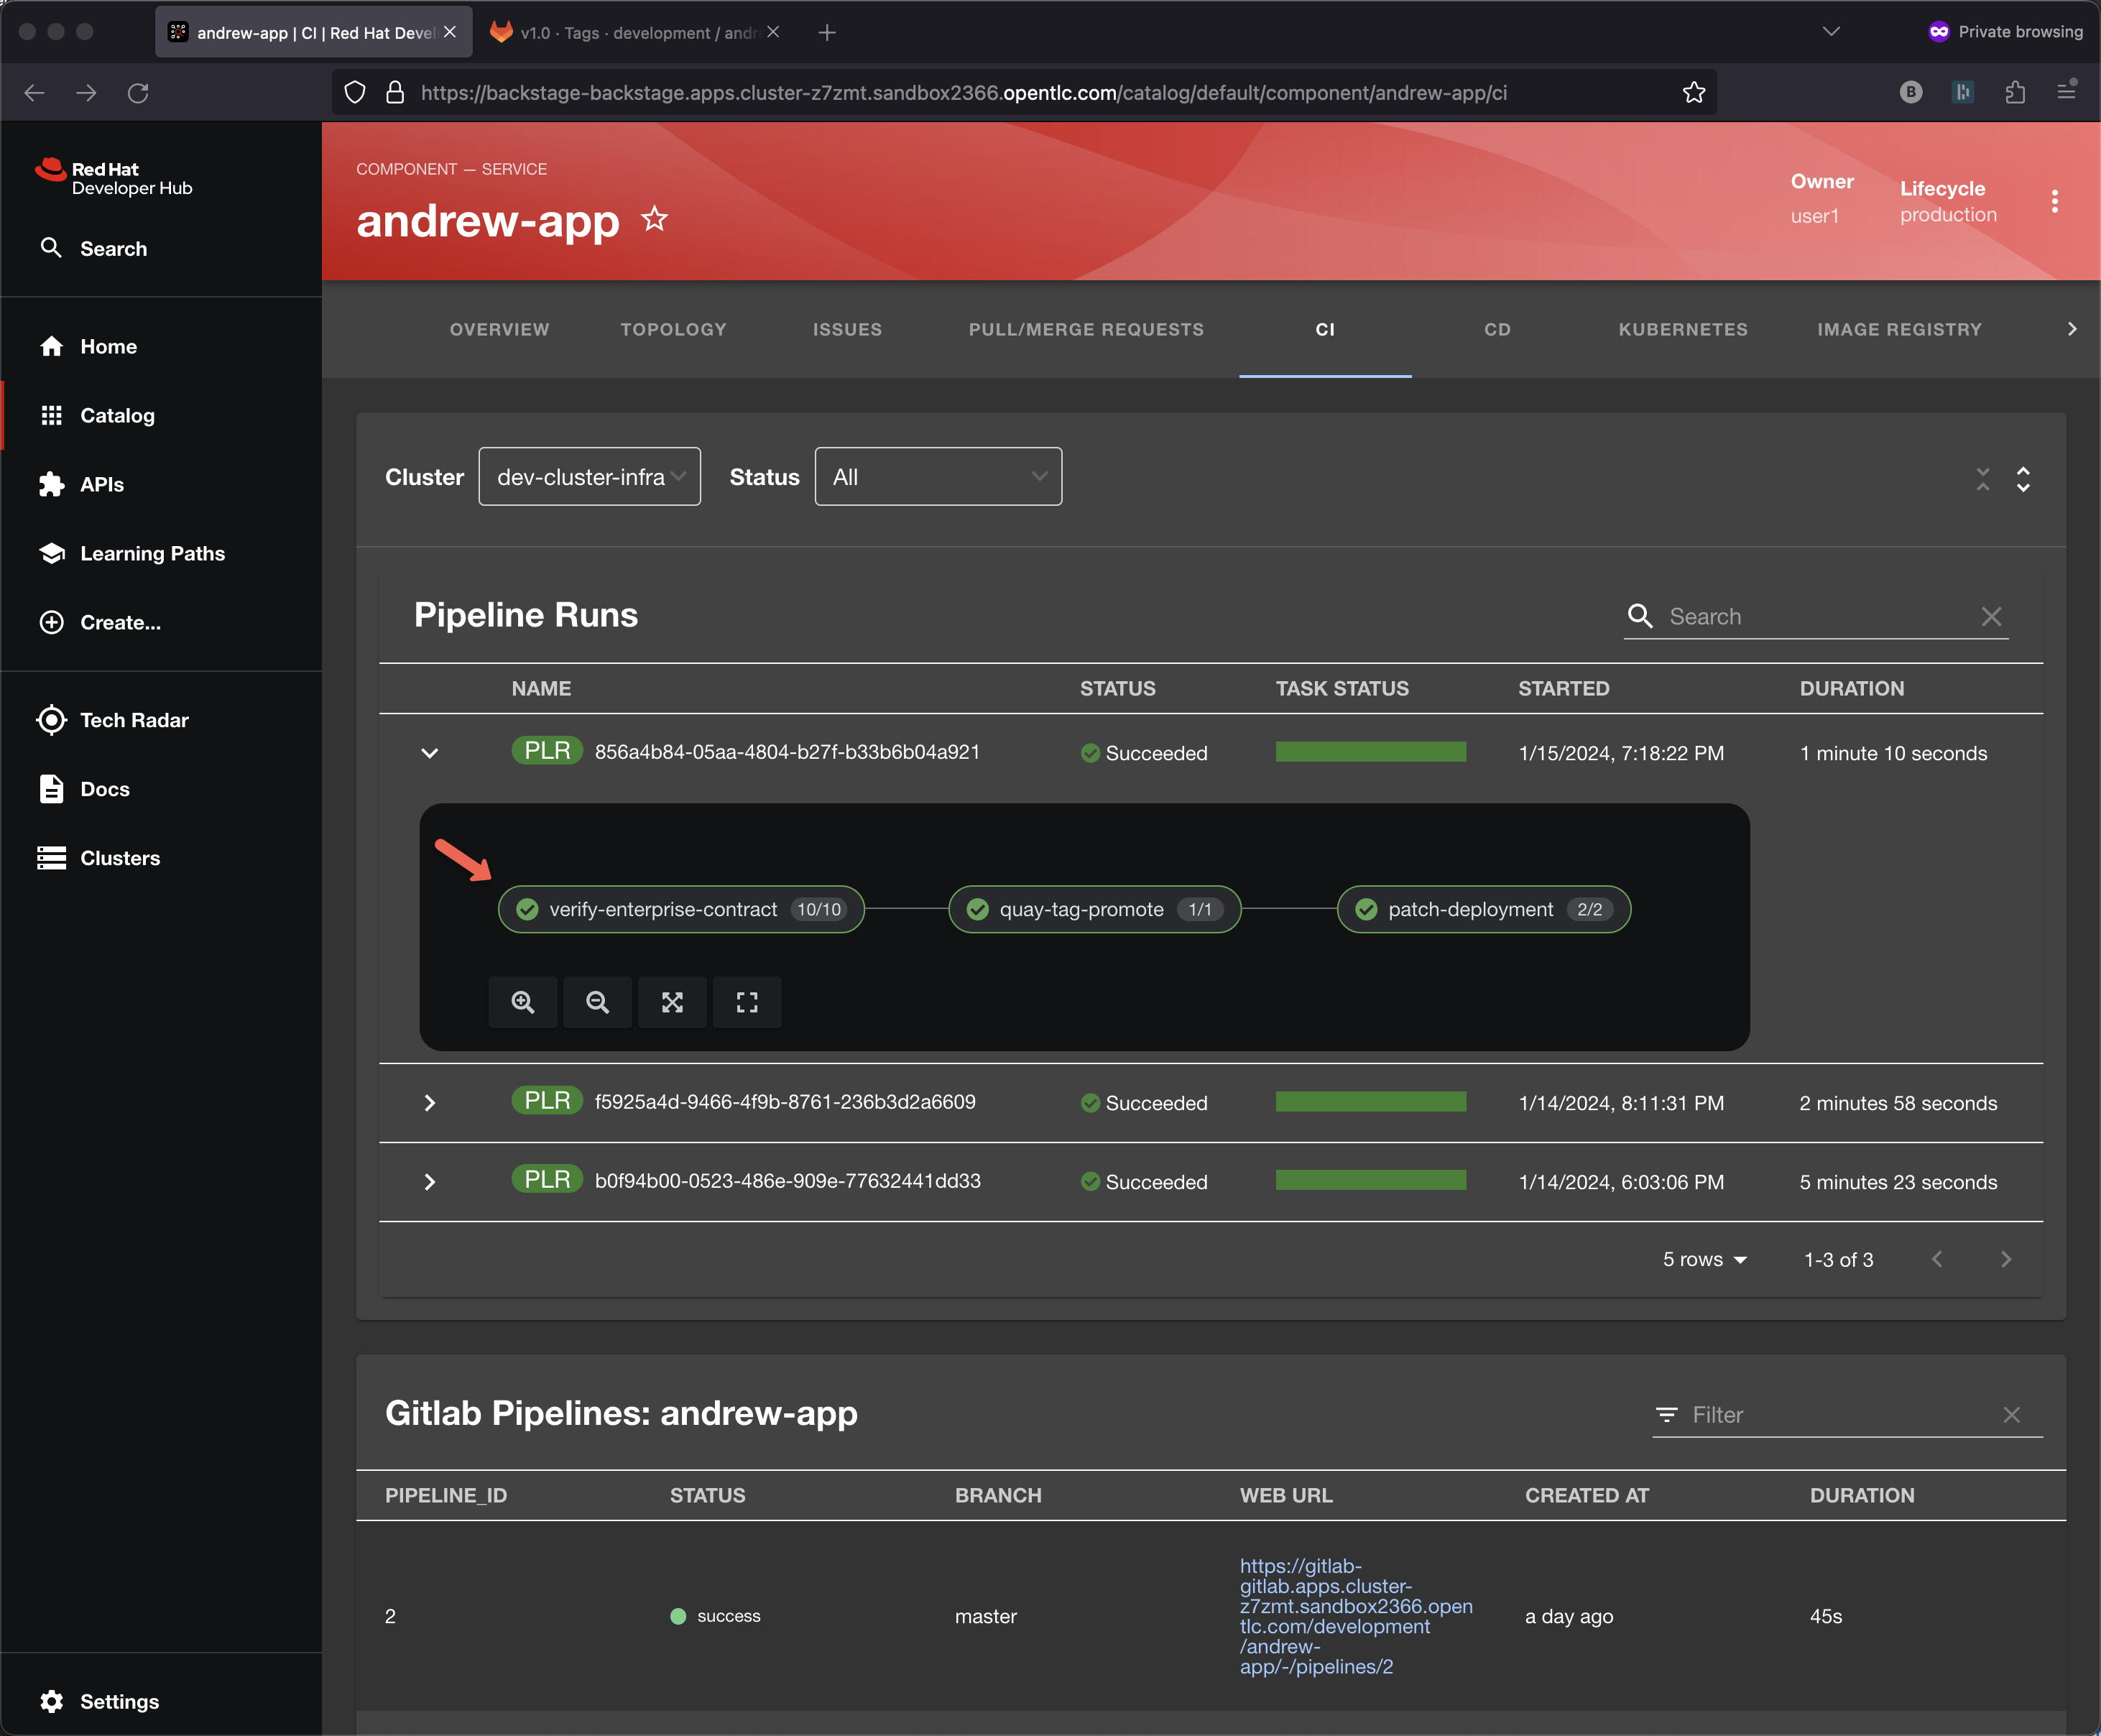 andrew-app | CI | Red Hat Devel
v1.0 · Tags · development / andr
Private browsing
https://backstage-backstage.apps.cluster-z7zmt.sandbox2366.opentlc.com/catalog/default/component/andrew-app/ci
B
Red Hat
Developer Hub
Search
Home
Catalog
APIs
Learning Paths
Create...
Tech Radar
Docs
Clusters
Settings
COMPONENT — SERVICE
andrew-app
Owner
user1
Lifecycle
production
OVERVIEW TOPOLOGY ISSUES PULL/MERGE REQUESTS CI CD KUBERNETES IMAGE REGISTRY
Cluster dev-cluster-infra Status All
Pipeline Runs
Search
NAME STATUS TASK STATUS STARTED DURATION
PLR 856a4b84-05aa-4804-b27f-b33b6b04a921 Succeeded 1/15/2024, 7:18:22 PM 1 minute 10 seconds
verify-enterprise-contract 10/10 quay-tag-promote 1/1 patch-deployment 2/2
PLR f5925a4d-9466-4f9b-8761-236b3d2a6609 Succeeded 1/14/2024, 8:11:31 PM 2 minutes 58 seconds
PLR b0f94b00-0523-486e-909e-77632441dd33 Succeeded 1/14/2024, 6:03:06 PM 5 minutes 23 seconds
5 rows 1-3 of 3
Gitlab Pipelines: andrew-app
Filter
PIPELINE_ID STATUS BRANCH WEB URL CREATED AT DURATION
2 success master
https://gitlab-
gitlab.apps.cluster-
z7zmt.sandbox2366.open
tlc.com/development
/andrew-
app/-/pipelines/2
a day ago 45s